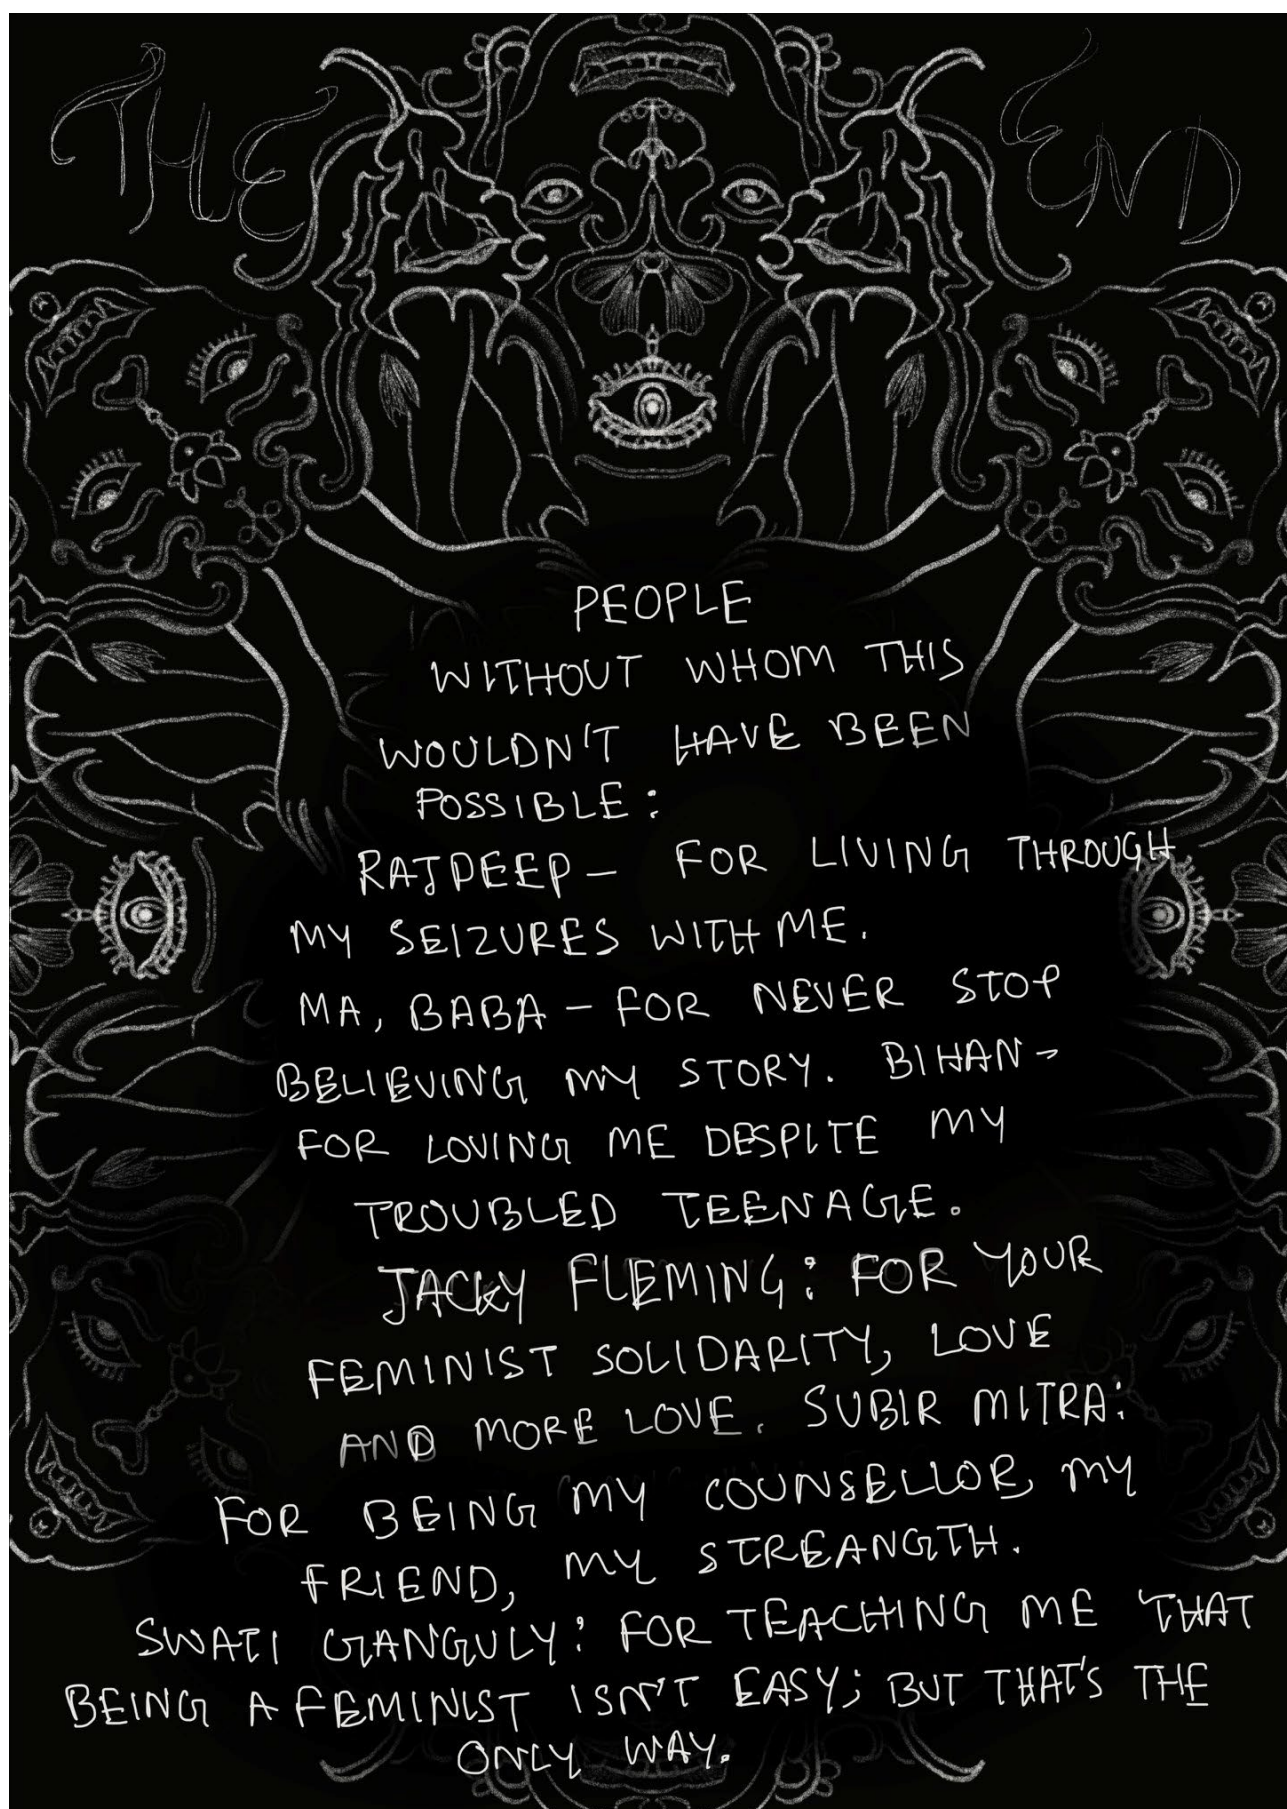 THE END
PEOPLE
WITHOUT WHOM THIS
WOULDN'T HAVE BEEN
POSSIBLE:
RAJDEEP - FOR LIVING THROUGH
MY SEIZURES WITH ME.
MA, BABA - FOR NEVER STOP
BELIEVING MY STORY. BIHAN -
FOR LOVING ME DESPITE MY
TROUBLED TEENAGE.
JACKY FLEMING: FOR YOUR
FEMINIST SOLIDARITY, LOVE
AND MORE LOVE. SUBIR MITRA:
FOR BEING MY COUNSELLOR, MY
FRIEND, MY STREANGTH.
SWATI GANGULY: FOR TEACHING ME THAT
BEING A FEMINIST ISN'T EASY; BUT THAT'S THE
ONLY WAY.